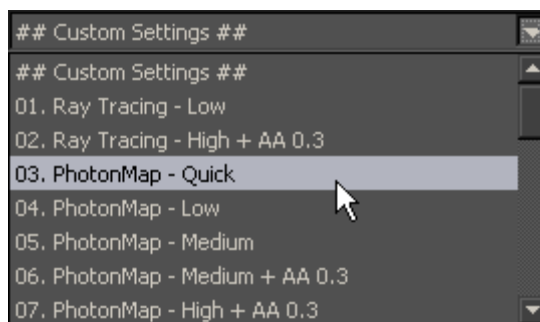 ## Custom Settings ##
## Custom Settings ##
01. Ray Tracing - Low
02. Ray Tracing - High + AA 0.3
03. PhotonMap - Quick
04. PhotonMap - Low
05. PhotonMap - Medium
06. PhotonMap - Medium + AA 0.3
07. PhotonMap - High + AA 0.3